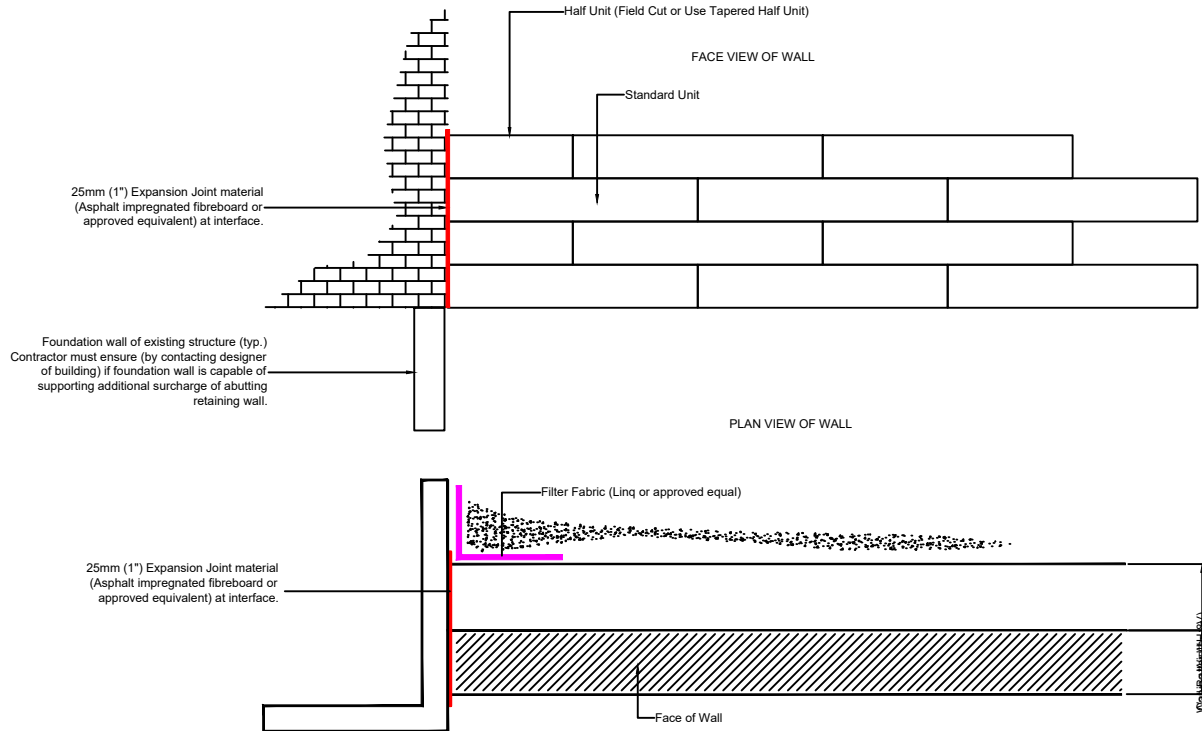 Half Unit (Field Cut or Use Tapered Half Unit)
FACE VIEW OF WALL
Standard Unit
25mm (1") Expansion Joint material
(Asphalt impregnated fibreboard or
approved equivalent) at interface.
Foundation wall of existing structure (typ.)
Contractor must ensure (by contacting designer
of building) if foundation wall is capable of
supporting additional surcharge of abutting
retaining wall.
PLAN VIEW OF WALL
Filter Fabric (Linq or approved equal)
25mm (1") Expansion Joint material
(Asphalt impregnated fibreboard or
approved equivalent) at interface.
Face of Wall